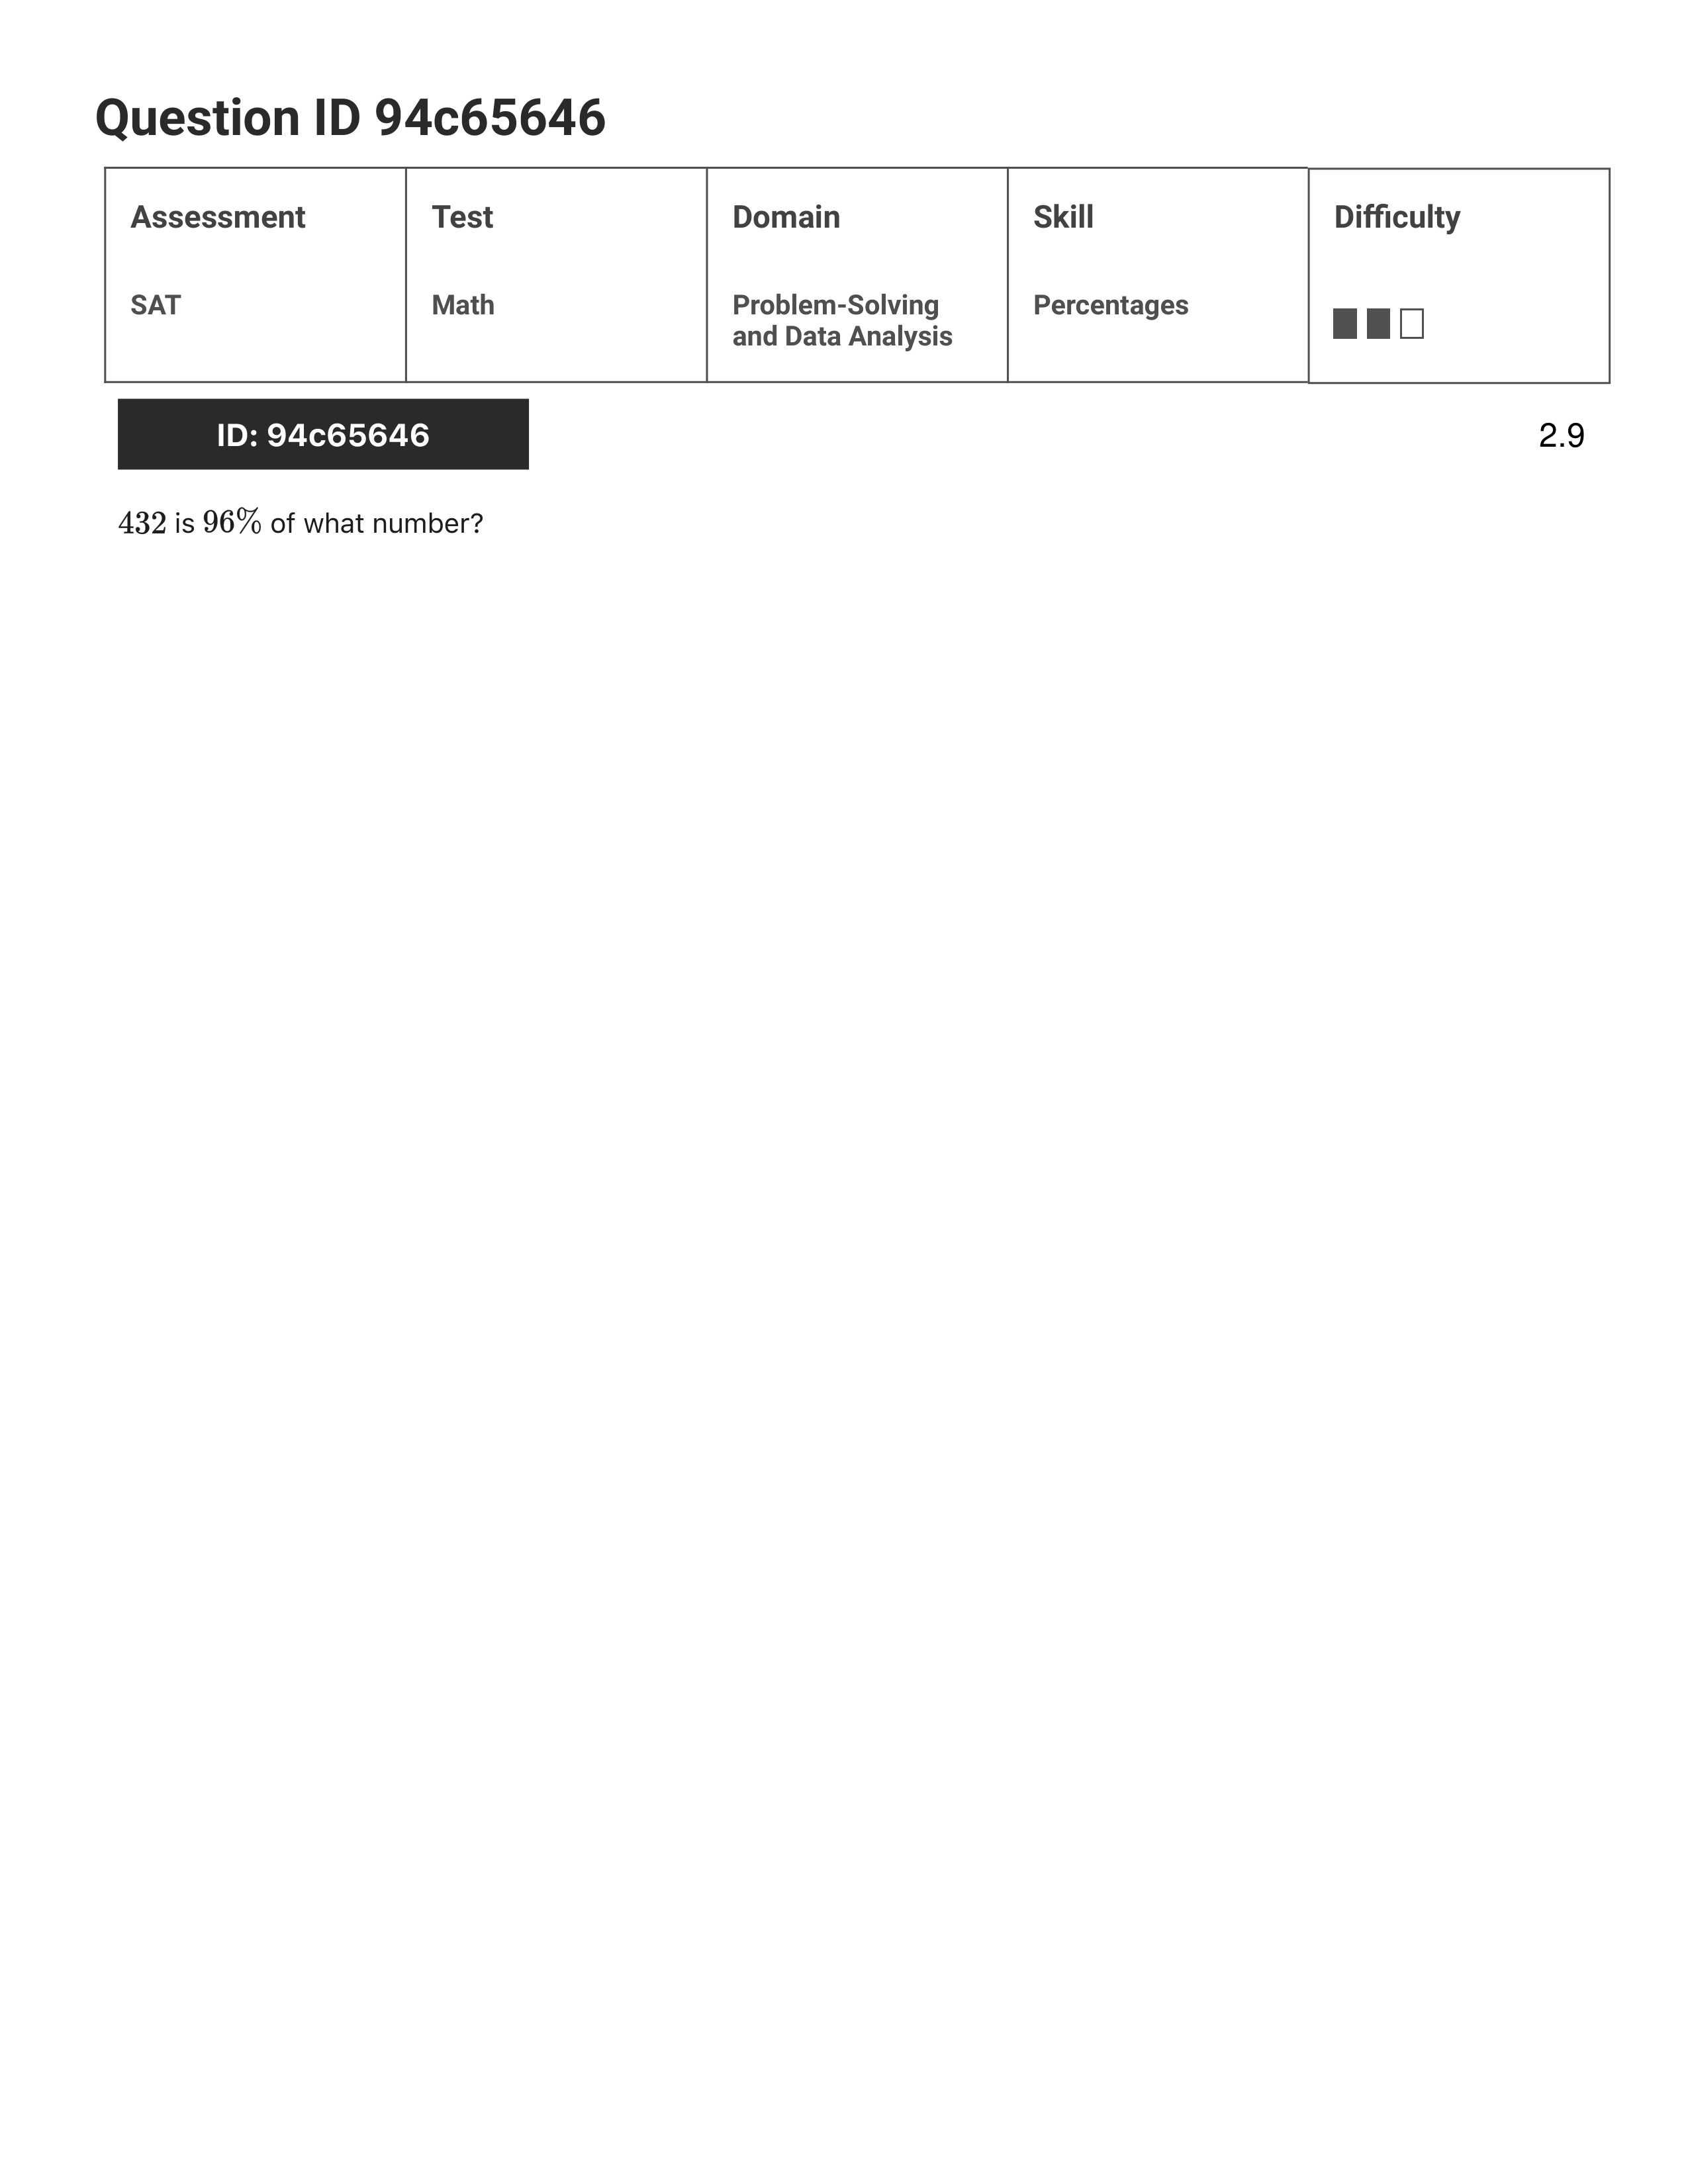 Question ID 94c65646
Assessment
Test
Domain
Skill
Difficulty
SAT
Math
Problem-Solving
and Data Analysis
Percentages
ID: 94c65646
2.9
432 is 96% of what number?